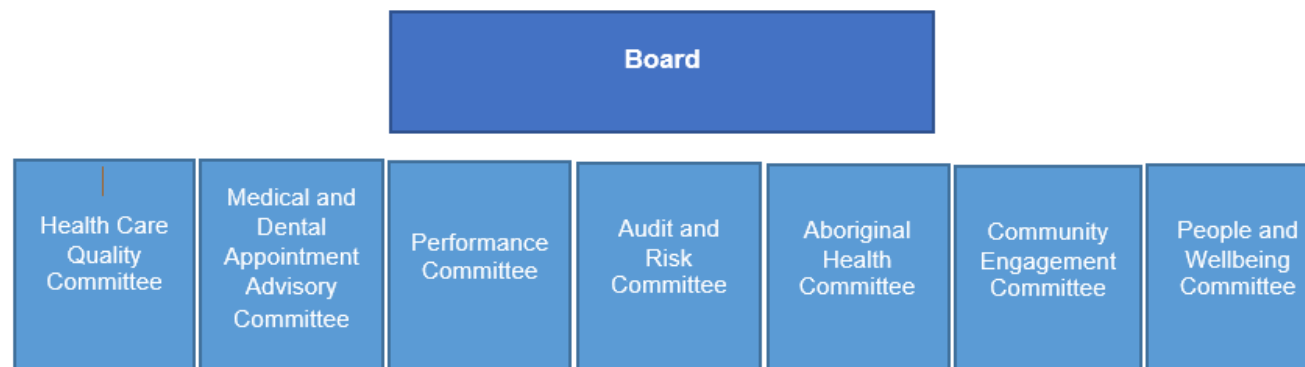 Board
Health Care
Quality
Committee
Medical and
Dental
Appointment
Advisory
Committee
Performance
Committee
Audit and
Risk
Committee
Aboriginal
Health
Committee
Community
Engagement
Committee
People and
Wellbeing
Committee